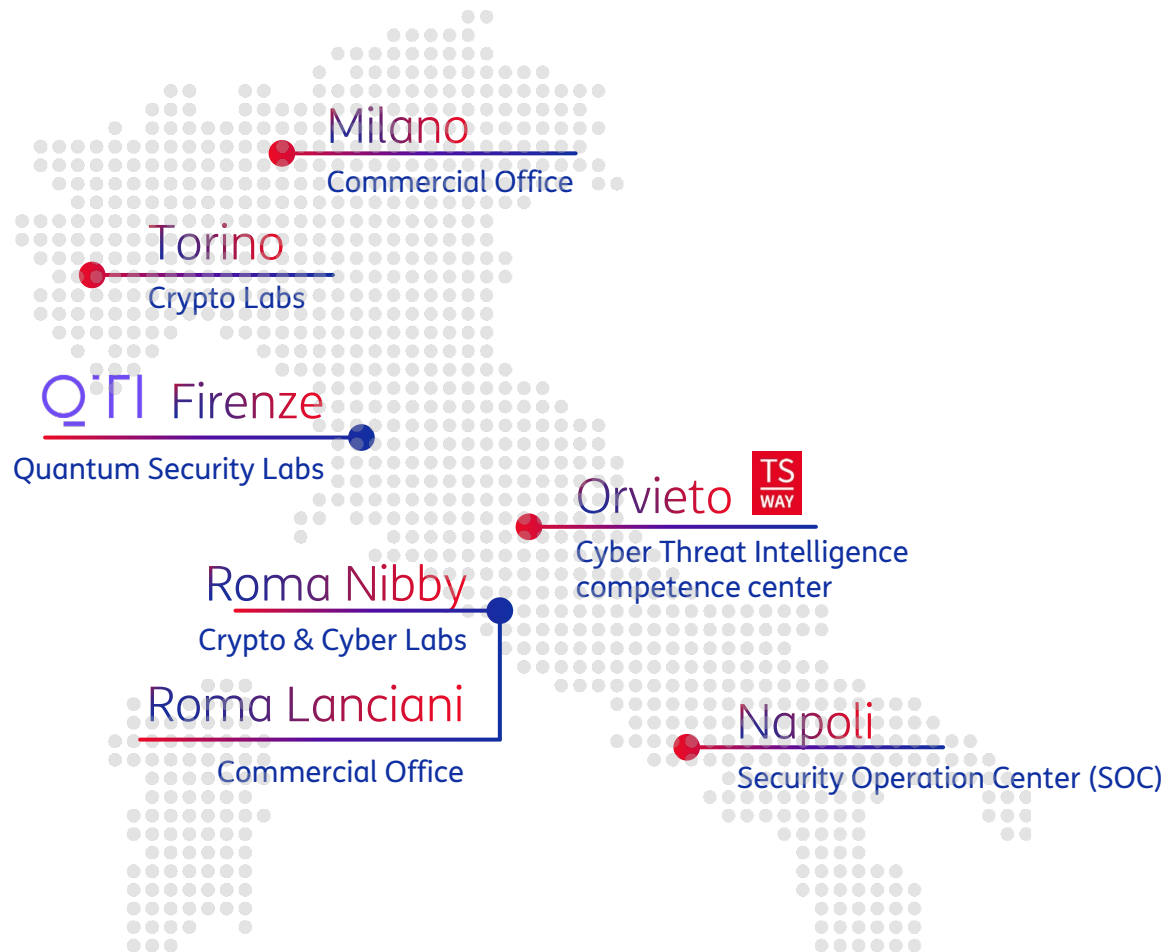 Milano
Commercial Office
Torino
Crypto Labs
QTI Firenze
Quantum Security Labs
Orvieto
TS
WAY
Cyber Threat Intelligence
competence center
Roma Nibby
Crypto & Cyber Labs
Roma Lanciani
Commercial Office
Napoli
Security Operation Center (SOC)